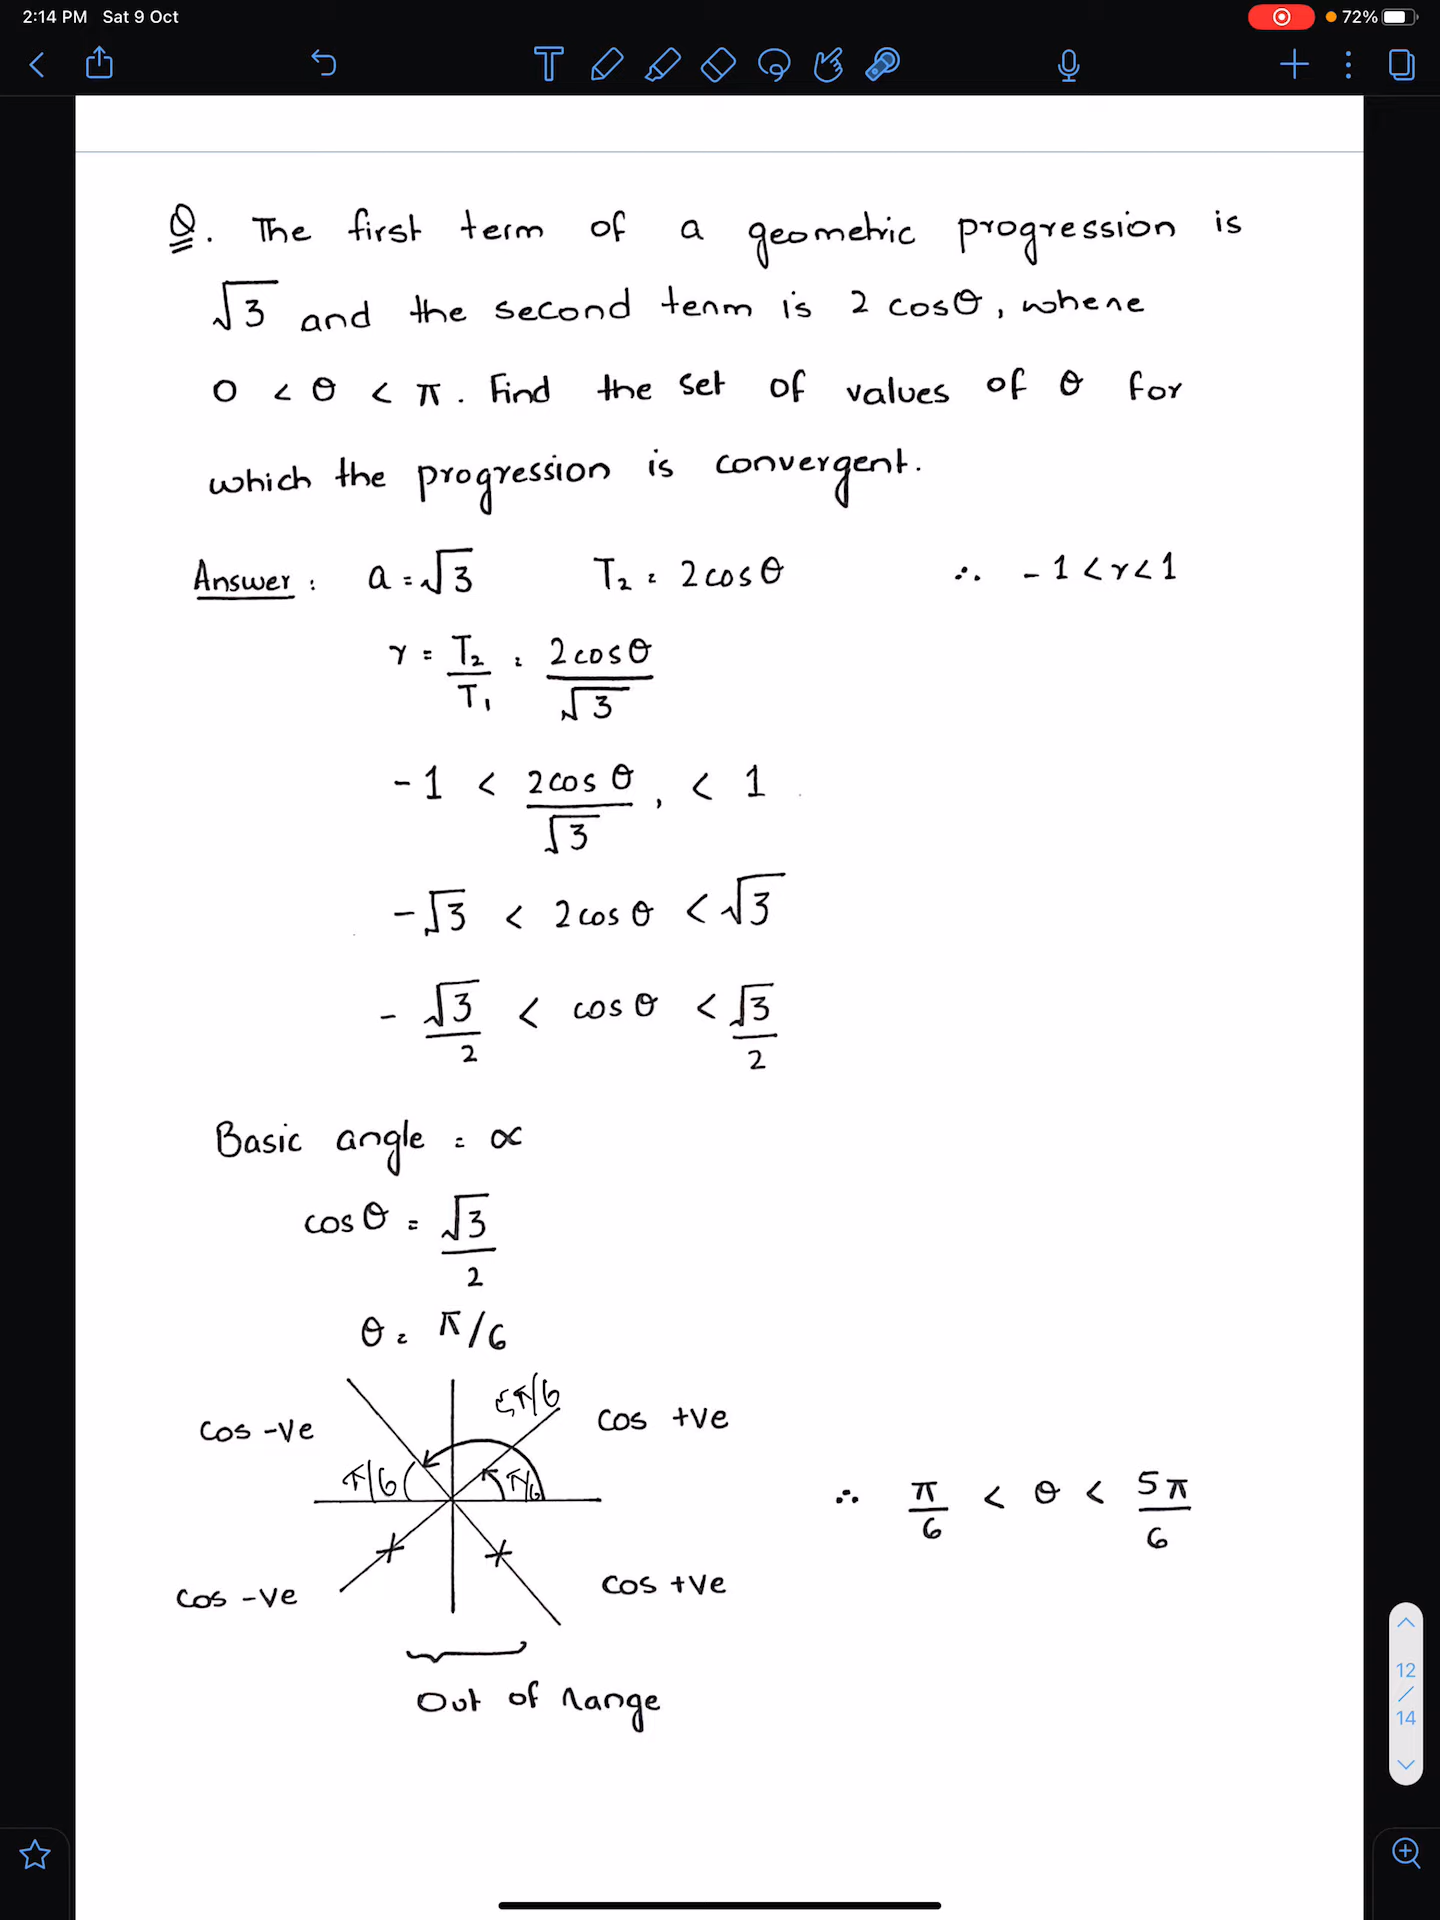 2:14 PM Sat 9 Oct
72%
Q. The first term of a geometric progression is
√3 and the second term is 2 cosθ, where
0 < θ < π. Find the set of values of θ for
which the progression is convergent.
Answer : a = √3 T₂ = 2cosθ ∴ -1 < r < 1
r = T₂/T₁ = 2cosθ/√3
-1 < 2cosθ/√3 < 1
-√3 < 2cosθ < √3
-√3/2 < cosθ < √3/2
Basic angle = ∝
cosθ = √3/2
θ = π/6
5π/6
cos -ve
cos +ve
π/6
π/6
∴ π/6 < θ < 5π/6
cos -ve
cos +ve
Out of range
12
/
14